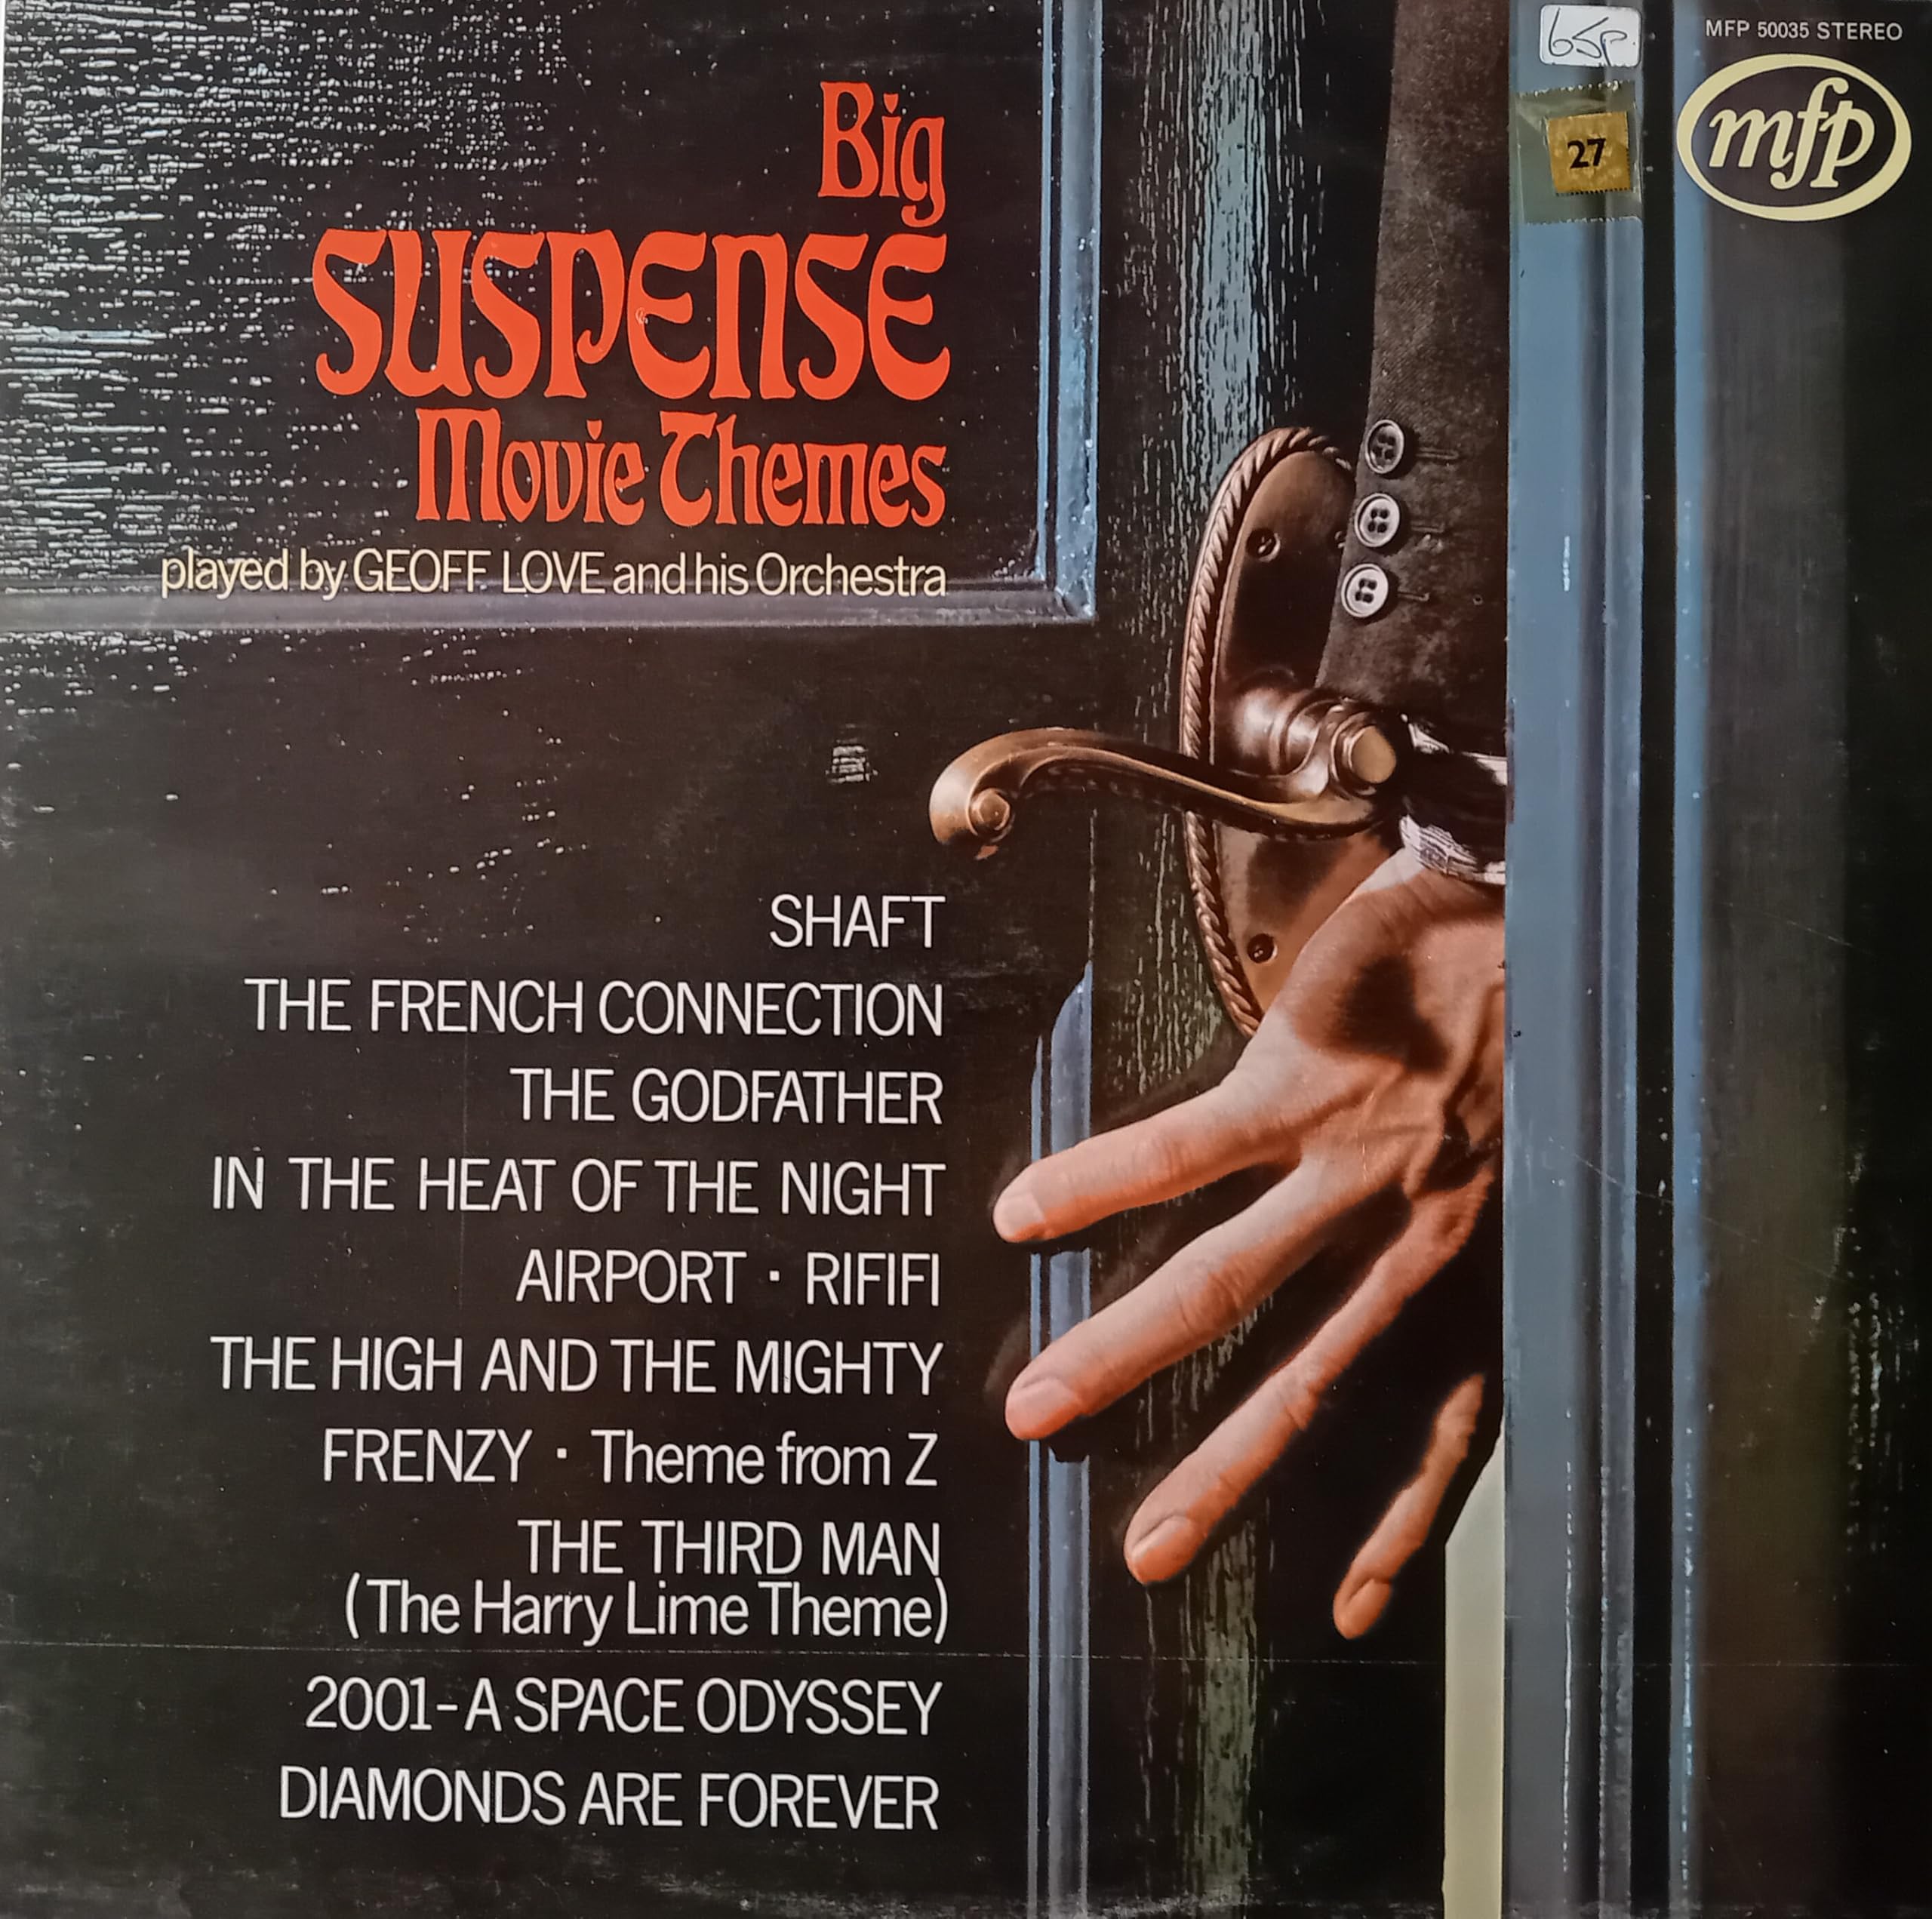 MFP 50035 STEREO
65p
27
mfp
Big
SUSPENSE
Movie Themes
played by GEOFF LOVE and his Orchestra
SHAFT
THE FRENCH CONNECTION
THE GODFATHER
IN THE HEAT OF THE NIGHT
AIRPORT · RIFIFI
THE HIGH AND THE MIGHTY
FRENZY · Theme from Z
THE THIRD MAN
(The Harry Lime Theme)
2001-A SPACE ODYSSEY
DIAMONDS ARE FOREVER